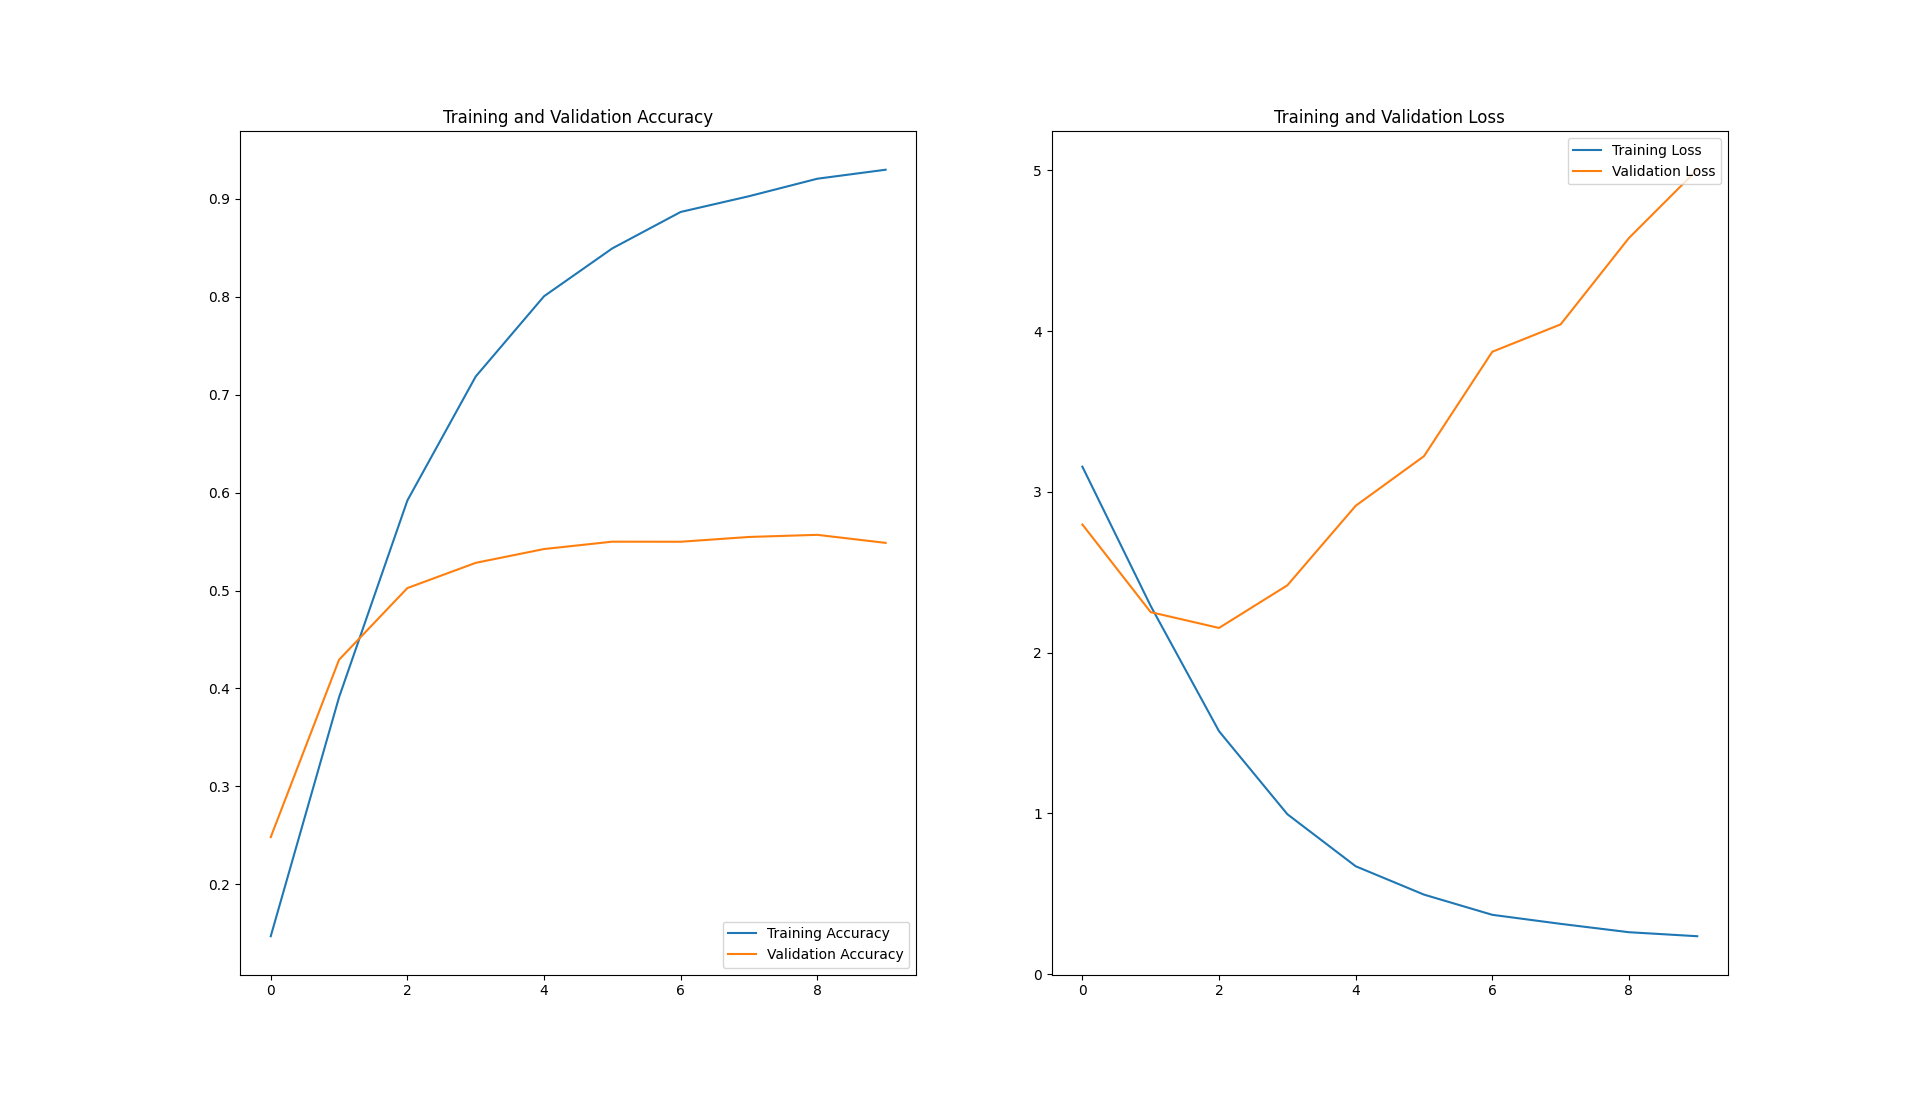 Training and Validation Accuracy
0.9
0.8
0.7
0.6
0.5
0.4
0.3
0.2
0 2 4 6 8
Training Accuracy
Validation Accuracy
Training and Validation Loss
Training Loss
Validation Loss
5
4
3
2
1
0
0 2 4 6 8